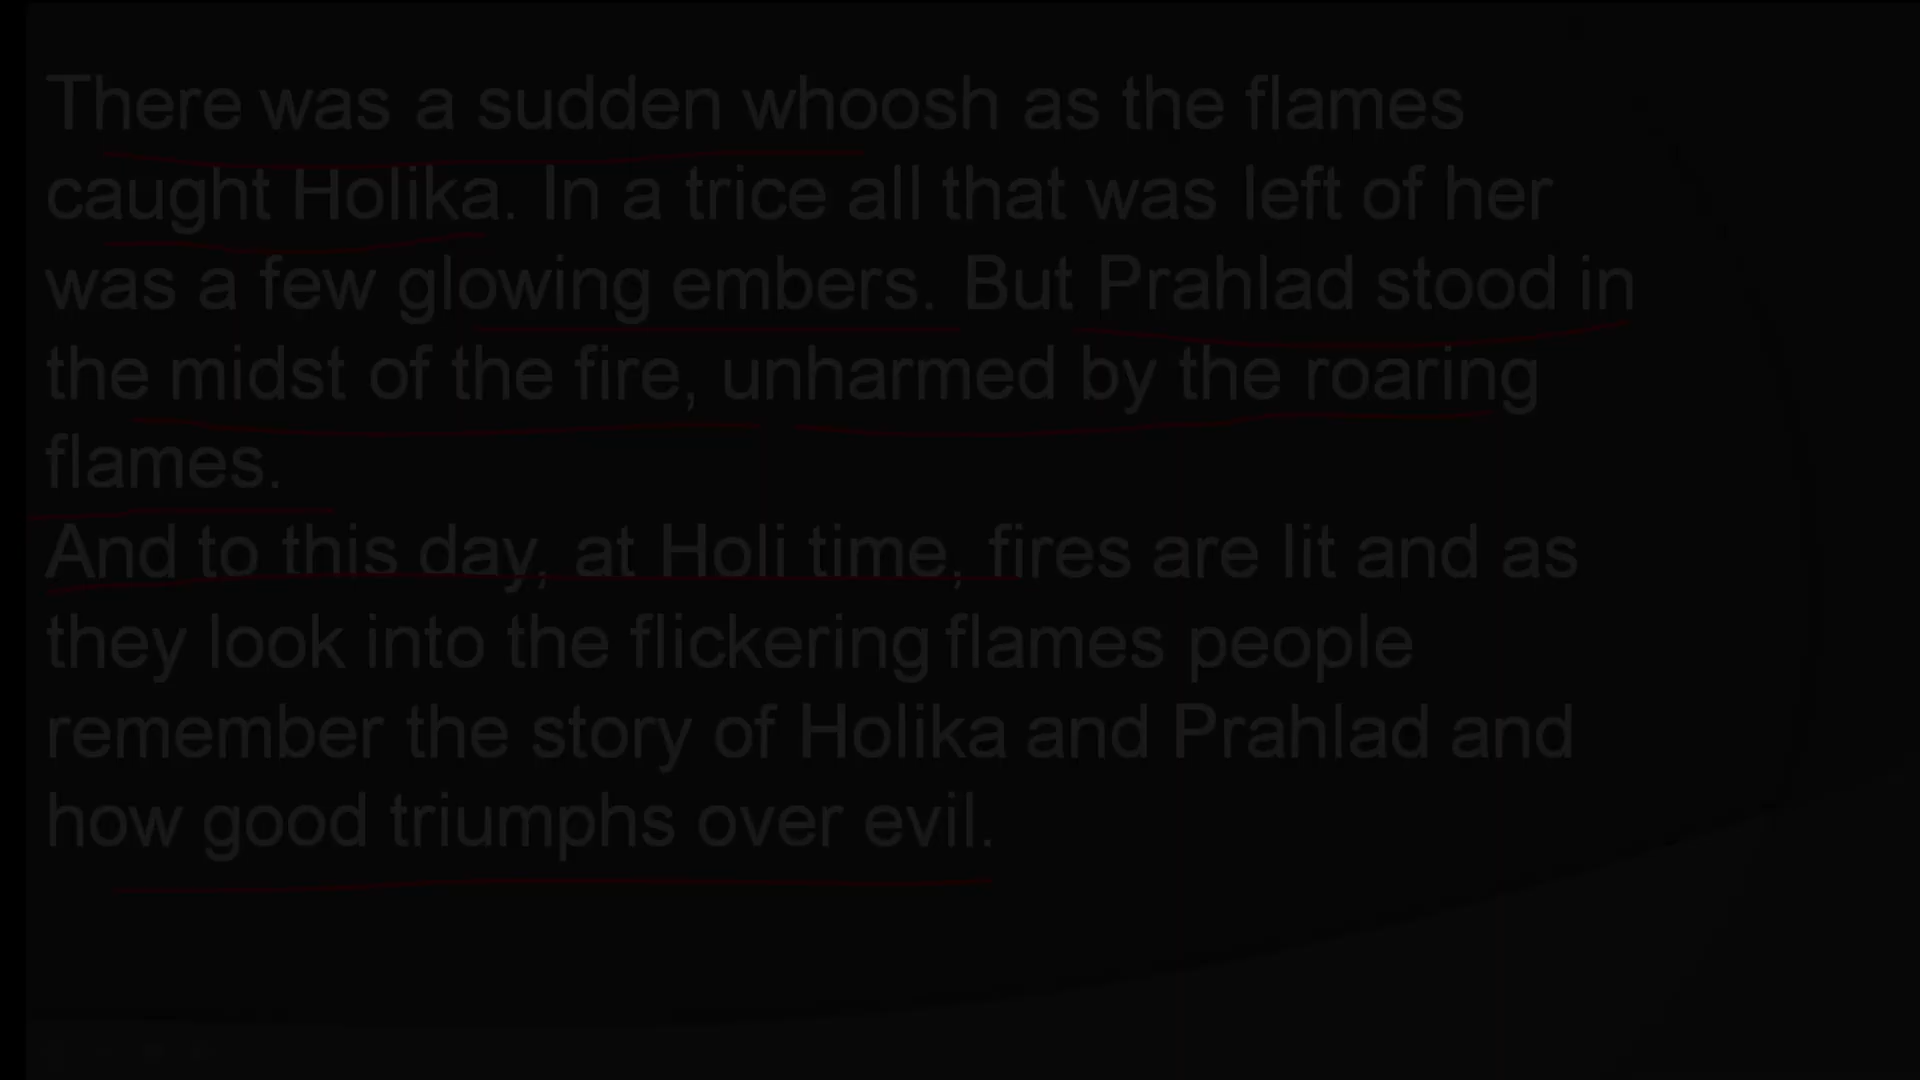 There was a sudden whoosh as the flames
caught Holika. In a trice all that was left of her
was a few glowing embers. But Prahlad stood in
the midst of the fire, unharmed by the roaring
flames.
And to this day, at Holi time, fires are lit and as
they look into the flickering flames people
remember the story of Holika and Prahlad and
how good triumphs over evil.